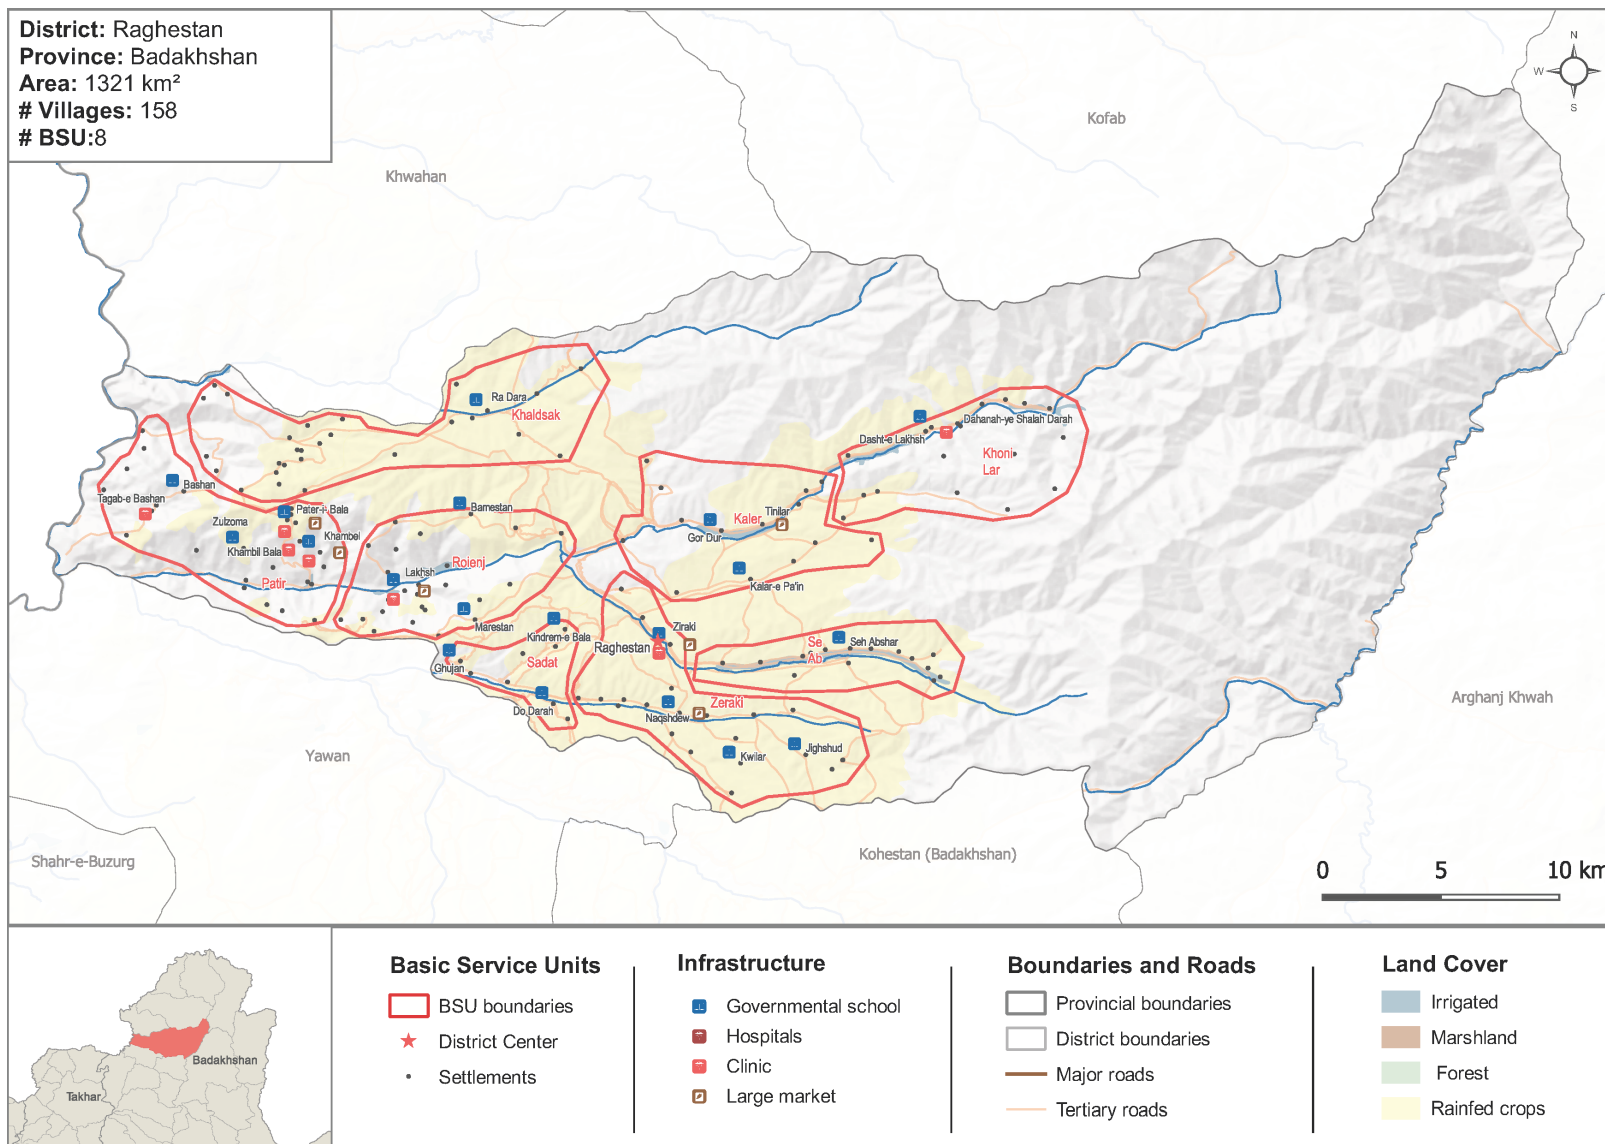 District: Raghestan
Province: Badakhshan
Area: 1321 km²
# Villages: 158
# BSU:8
N
W
S
Kofab
Khwahan
Ra Dara
Khaldsak
Dahanah-ye Shalah Darah
Dasht-e Lakhsh
Khoni
Lar
Bashan
Tagab-e Bashan
Pater-i- Bala
Zulzoma
Khambel
Khambil Bala
Patir
Bamestan
Rolenj
Lakhsh
Marestan
Tinilar
Kaler
Gor Dur
Kalar-e Pa'in
Kindrem-e Bala
Ziraki
Raghestan
Se
Ab
Seh Abshar
Sadat
Ghujan
Do Darah
Zeraki
Naqshdew
Kwilar
Jighshud
Arghanj Khwah
Yawan
Kohestan (Badakhshan)
Shahr-e-Buzurg
0 5 10 km
Badakhshan
Takhar
Basic Service Units
BSU boundaries
District Center
Settlements
Infrastructure
Governmental school
Hospitals
Clinic
Large market
Boundaries and Roads
Provincial boundaries
District boundaries
Major roads
Tertiary roads
Land Cover
Irrigated
Marshland
Forest
Rainfed crops